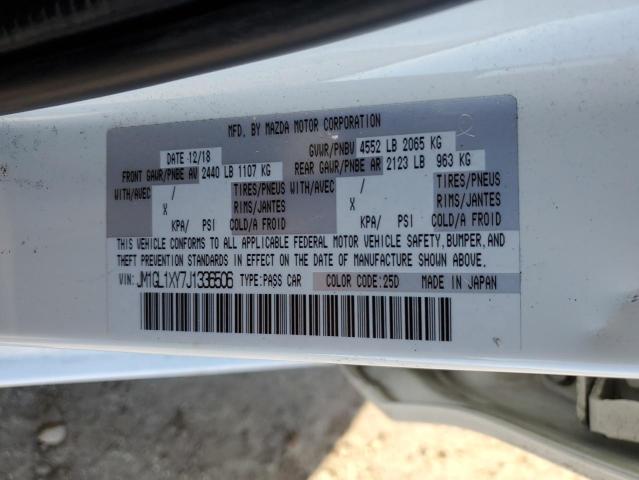 MFD. BY MAZDA MOTOR CORPORATION
DATE 12/18 GVWR/PNBV 4552 LB 2065 KG
FRONT GAWR/PNBE AV 2440 LB 1107 KG REAR GAWR/PNBE AR 2123 LB 963 KG
WITH/AVEC / TIRES/PNEUS WITH/AVEC / TIRES/PNEUS
X RIMS/JANTES X RIMS/JANTES
KPA/ PSI COLD/A FROID KPA/ PSI COLD/A FROID
THIS VEHICLE CONFORMS TO ALL APPLICABLE FEDERAL MOTOR VEHICLE SAFETY, BUMPER, AND
THEFT PREVENTION STANDARDS IN EFFECT ON THE DATE OF MANUFACTURE SHOWN ABOVE.
VIN: JM1GL1XY7J1336506 TYPE:PASS CAR COLOR CODE:25D MADE IN JAPAN